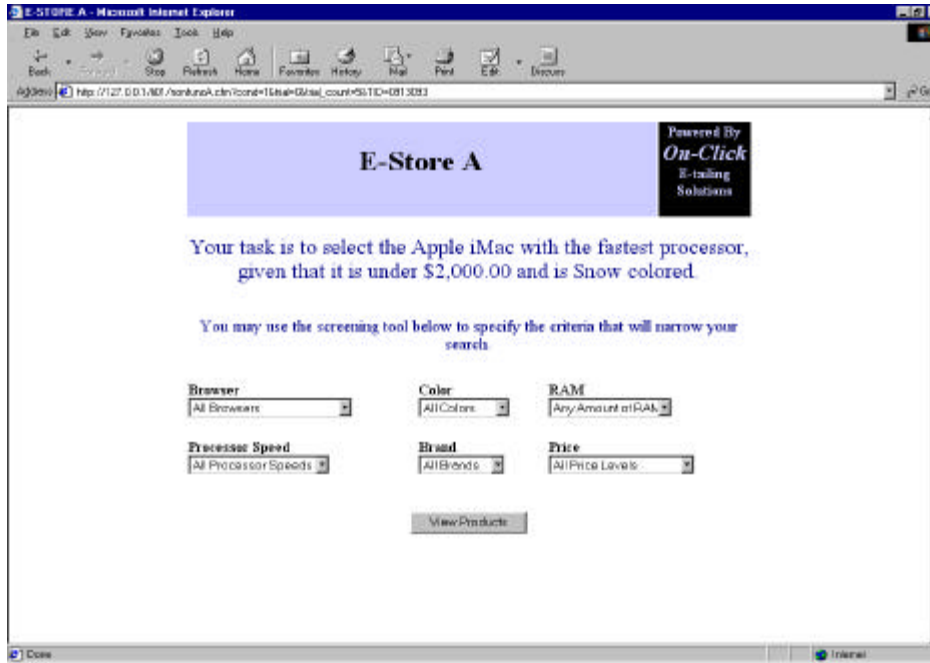 E-STORE A - Microsoft Internet Explorer
File Edit View Favorites Tools Help
Back Forward Stop Refresh Home Favorites History Mail Print Edit Discuss
Address
E-Store A
Powered By
On-Click
E-tailing
Solutions
Your task is to select the Apple iMac with the fastest processor,
given that it is under $2,000.00 and is Snow colored.
You may use the screening tool below to specify the criteria that will narrow your
search.
Browser Color RAM
All Browsers All Colors Any Amount of RAM
Processor Speed Brand Price
All Processor Speeds All Brands All Price Levels
View Products
Done Internet